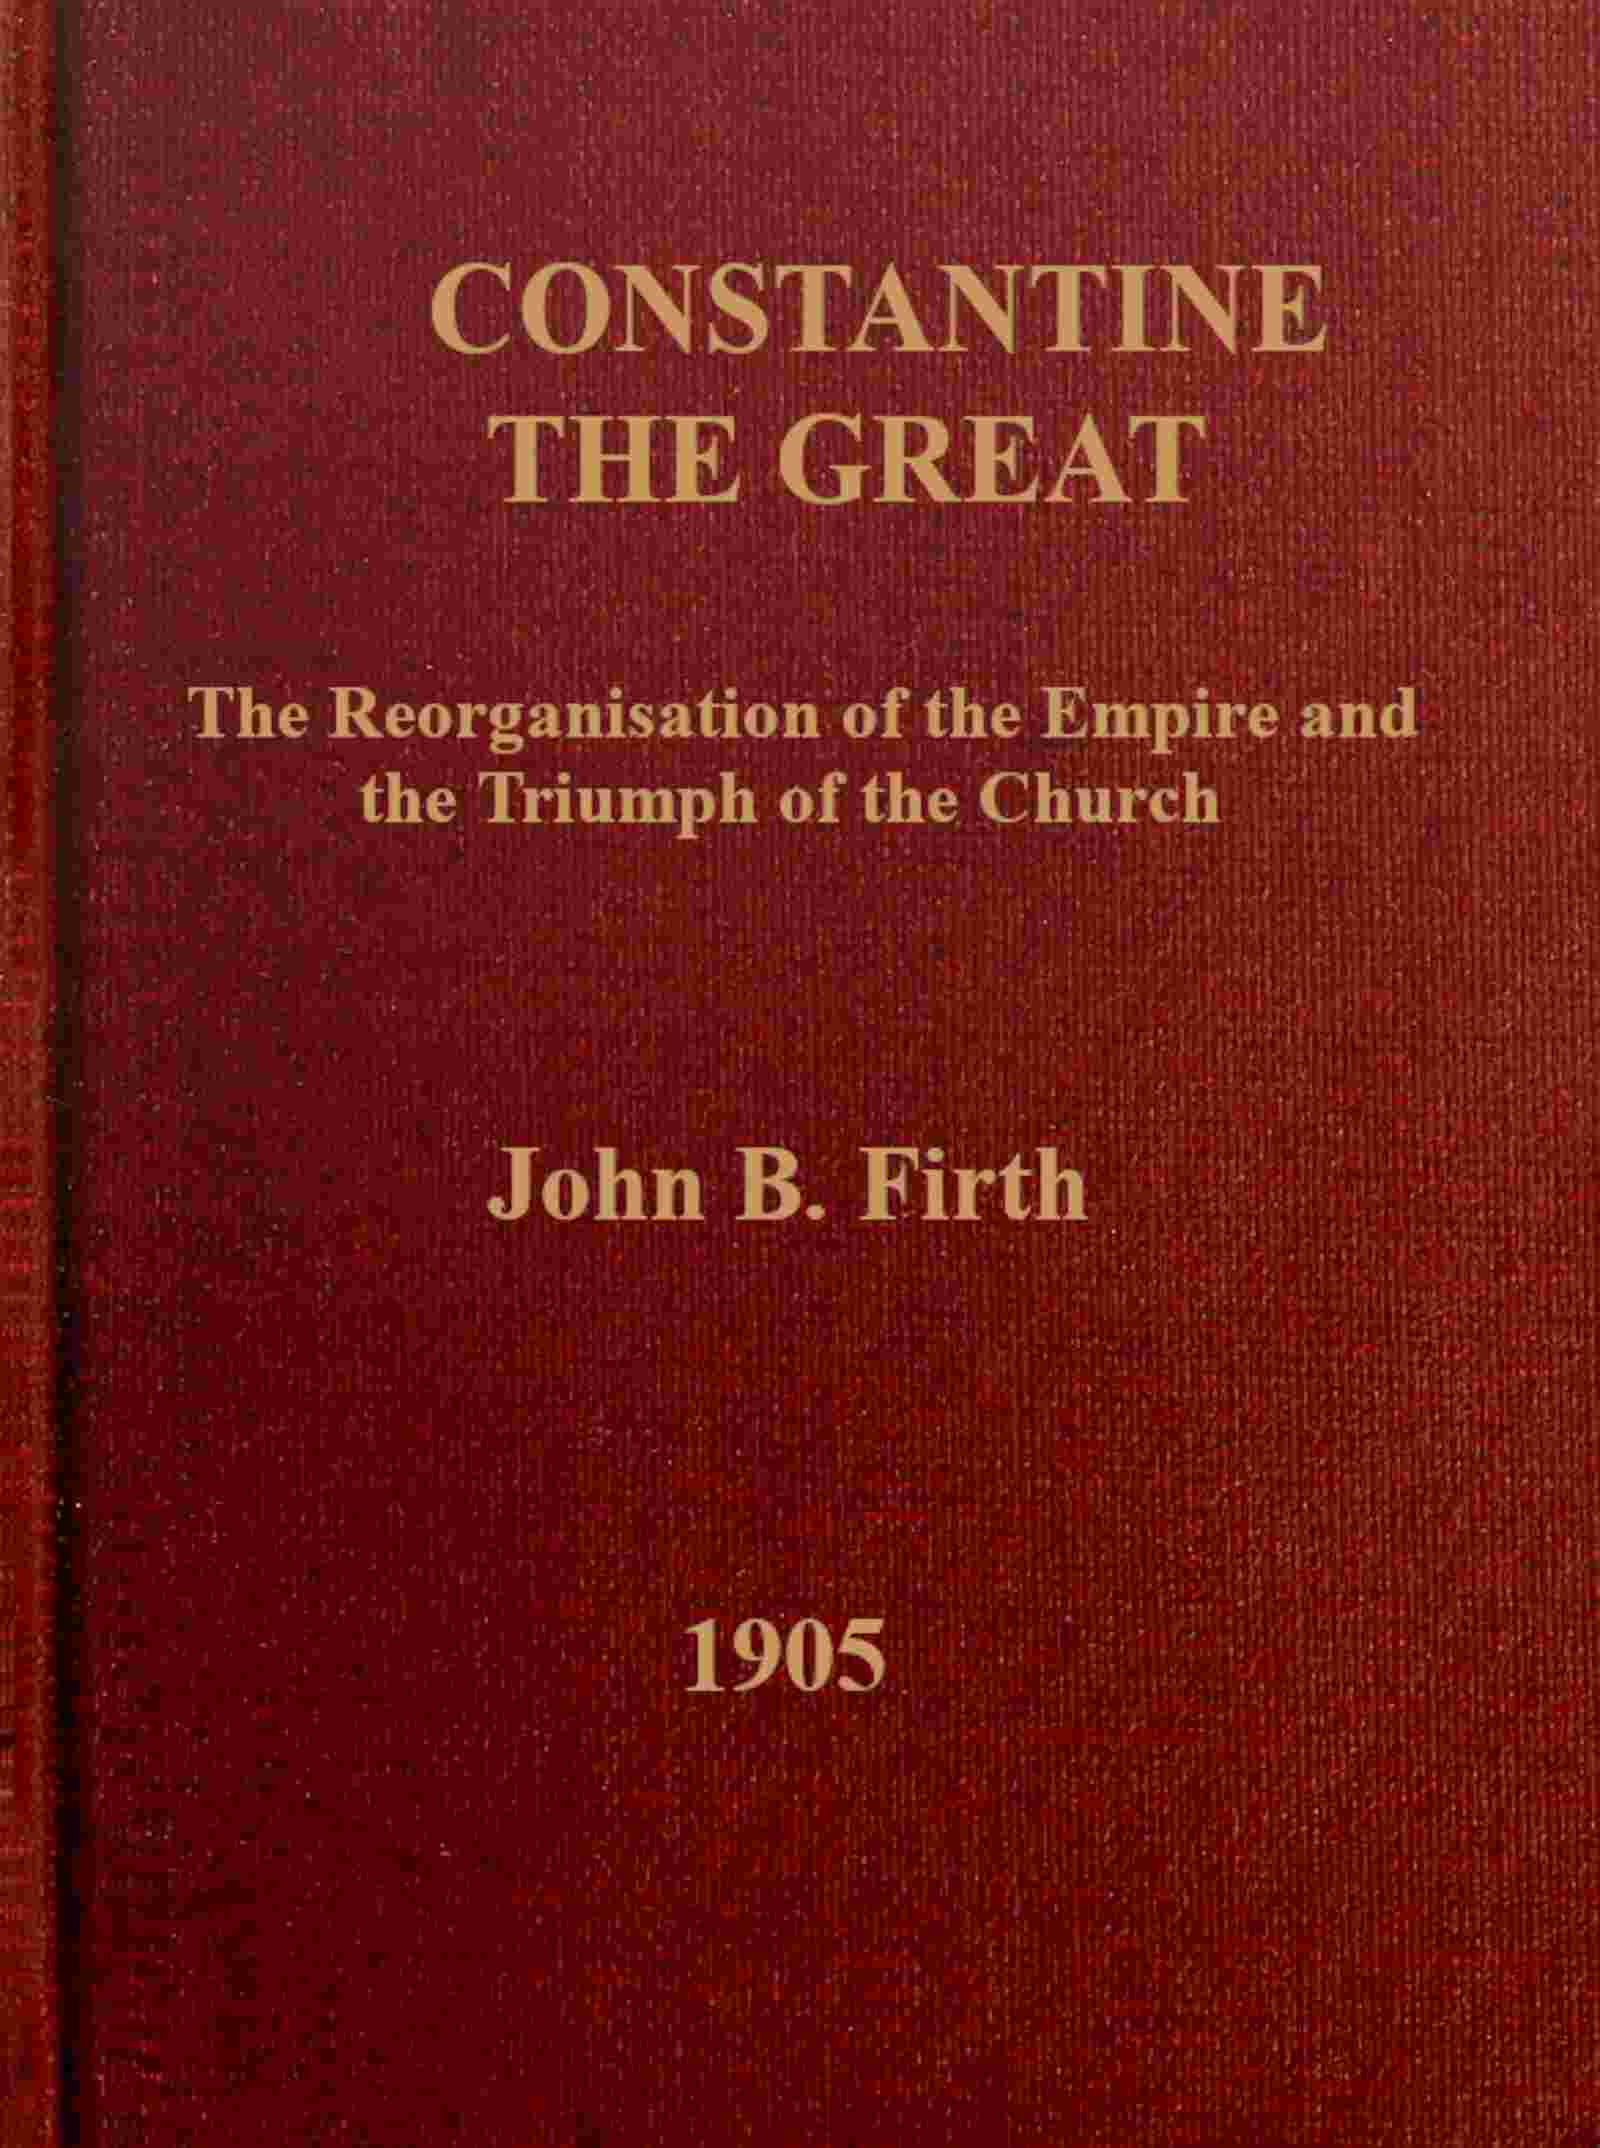 CONSTANTINE
THE GREAT
The Reorganisation of the Empire and
the Triumph of the Church
John B. Firth
1905